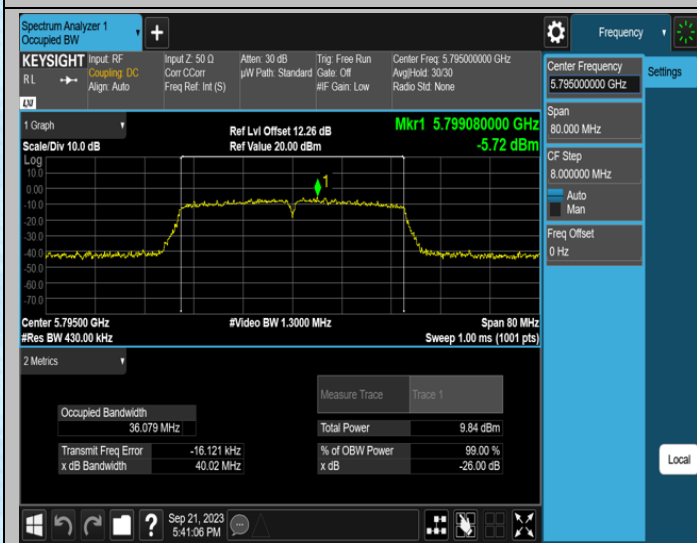 Spectrum Analyzer 1
Occupied BW
+
Frequency
KEYSIGHT
R L
LXI
Input: RF
Coupling: DC
Align: Auto
Input Z: 50 Ω
Corr CCorr
Freq Ref: Int (S)
Atten: 30 dB
µW Path: Standard
Trig: Free Run
Gate: Off
#IF Gain: Low
Center Freq: 5.795000000 GHz
Avg|Hold: 30/30
Radio Std: None
Center Frequency
5.795000000 GHz
Settings
Span
80.000 MHz
CF Step
8.000000 MHz
Auto
Man
Freq Offset
0 Hz
Local
1 Graph
Scale/Div 10.0 dB
Ref Lvl Offset 12.26 dB
Ref Value 20.00 dBm
Mkr1 5.799080000 GHz
-5.72 dBm
Log
10.0
0.00
-10.0
-20.0
-30.0
-40.0
-50.0
-60.0
-70.0
1
Center 5.79500 GHz
#Res BW 430.00 kHz
#Video BW 1.3000 MHz
Span 80 MHz
Sweep 1.00 ms (1001 pts)
2 Metrics
Measure Trace Trace 1
Occupied Bandwidth
36.079 MHz
Total Power 9.84 dBm
Transmit Freq Error -16.121 kHz
x dB Bandwidth 40.02 MHz
% of OBW Power 99.00 %
x dB -26.00 dB
?
Sep 21, 2023
5:41:06 PM